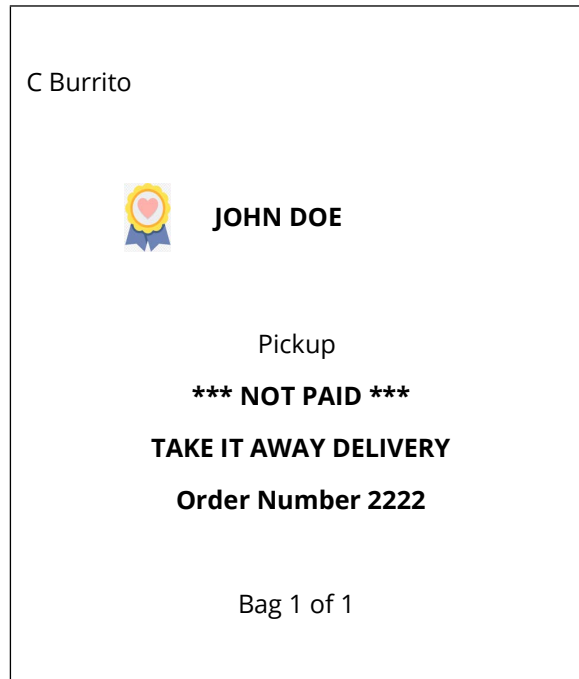 C Burrito
JOHN DOE
Pickup
*** NOT PAID ***
TAKE IT AWAY DELIVERY
Order Number 2222
Bag 1 of 1